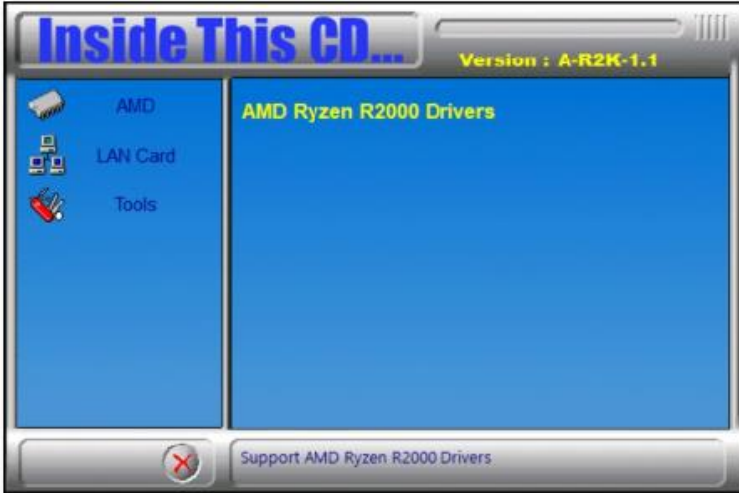 Inside This CD...
Version : A-R2K-1.1
AMD
LAN Card
Tools
AMD Ryzen R2000 Drivers
Support AMD Ryzen R2000 Drivers